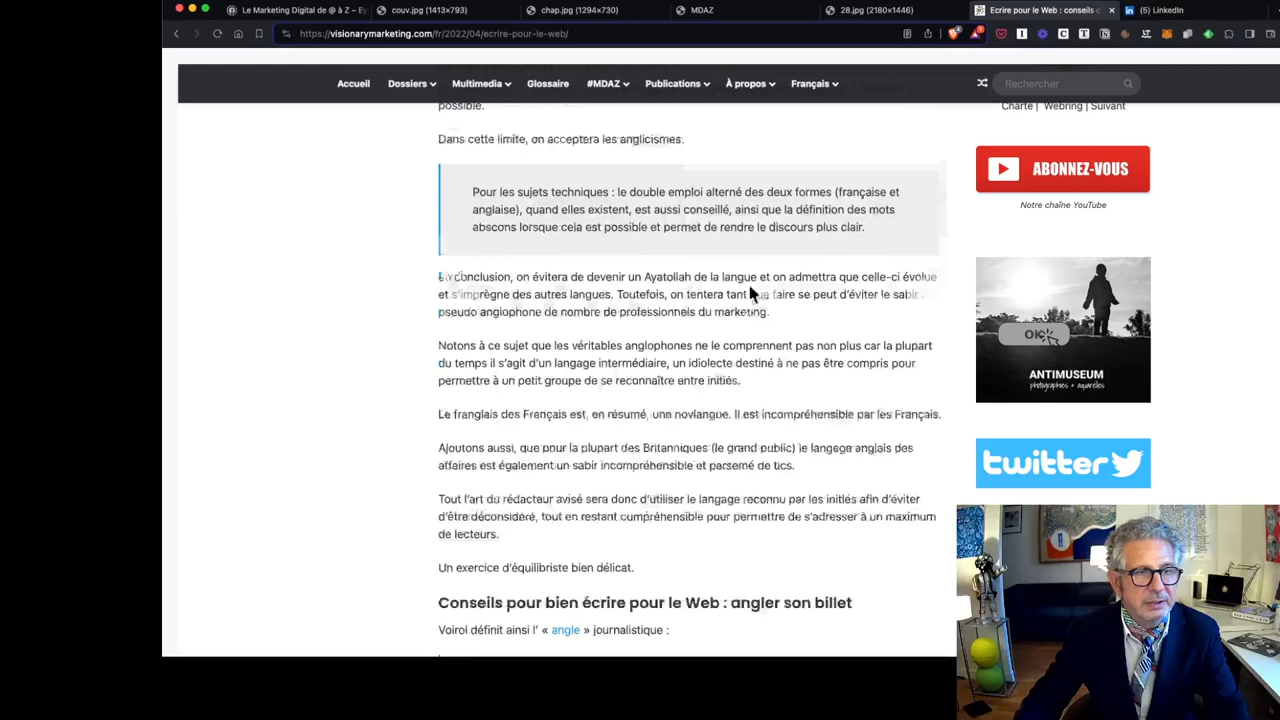 Le Marketing Digital de @ à Z – E
couv.jpg (1413×793)
chap.jpg (1294×730)
MDAZ
28.jpg (2180×1446)
Ecrire pour le Web : conseils
(5) LinkedIn
https://visionarymarketing.com/fr/2022/04/ecrire-pour-le-web/
Accueil Dossiers Multimedia Glossaire #MDAZ Publications À propos Français Rechercher
possible.
Dans cette limite, on acceptera les anglicismes.
Pour les sujets techniques : le double emploi alterné des deux formes (française et
anglaise), quand elles existent, est aussi conseillé, ainsi que la définition des mots
abscons lorsque cela est possible et permet de rendre le discours plus clair.
En conclusion, on évitera de devenir un Ayatollah de la langue et on admettra que celle-ci évolue
et s'imprègne des autres langues. Toutefois, on tentera tant que faire se peut d'éviter le sabir
pseudo anglophone de nombre de professionnels du marketing.
Notons à ce sujet que les véritables anglophones ne le comprennent pas non plus car la plupart
du temps il s'agit d'un langage intermédiaire, un idiolecte destiné à ne pas être compris pour
permettre à un petit groupe de se reconnaître entre initiés.
Le franglais des Français est, en résumé, une novlangue. Il est incompréhensible par les Français.
Ajoutons aussi, que pour la plupart des Britanniques (le grand public) le langage anglais des
affaires est également un sabir incompréhensible et parsemé de tics.
Tout l'art du rédacteur avisé sera donc d'utiliser le langage reconnu par les initiés afin d'éviter
d'être déconsidéré, tout en restant compréhensible pour permettre de s'adresser à un maximum
de lecteurs.
Un exercice d'équilibriste bien délicat.
Conseils pour bien écrire pour le Web : angler son billet
Voirol définit ainsi l' « angle » journalistique :
Charte | Webring | Suivant
ABONNEZ-VOUS
Notre chaîne YouTube
OK
ANTIMUSEUM
photographies + aquarelles
twitter